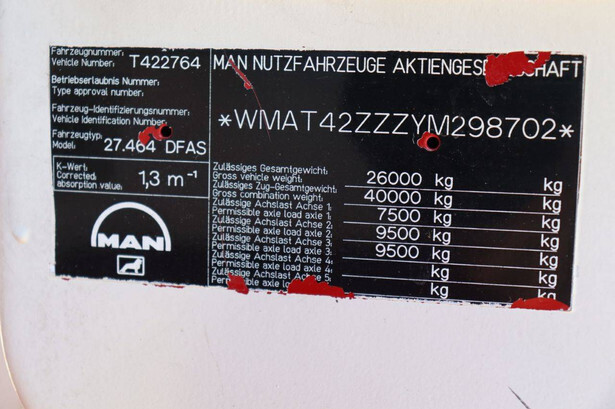 Fahrzeugnummer:
Vehicle Number: T422764
Betriebserlaubnis Nummer:
Type approval number:
Fahrzeug-Identifizierungsnummer:
Vehicle Identification Number:
Fahrzeugtyp:
Model: 27.464 DFAS
K-Wert:
Corrected absorption value: 1,3 m⁻¹
MAN
MAN NUTZFAHRZEUGE
*WMAT42ZZZYM298702*
Zulässiges Gesamtgewicht:
Gross vehicle weight: 26000 kg kg
Zulässiges Zug-Gesamtgewicht:
Gross combination weight: 40000 kg kg
Zulässige Achslast Achse 1:
Permissible axle load axle 1: 7500 kg kg
Zulässige Achslast Achse 2:
Permissible axle load axle 2: 9500 kg kg
Zulässige Achslast Achse 3:
Permissible axle load axle 3: 9500 kg kg
Zulässige Achslast Achse 4:
Permissible axle load axle 4: kg kg
Zulässige Achslast Achse 5:
Permissible axle kg kg